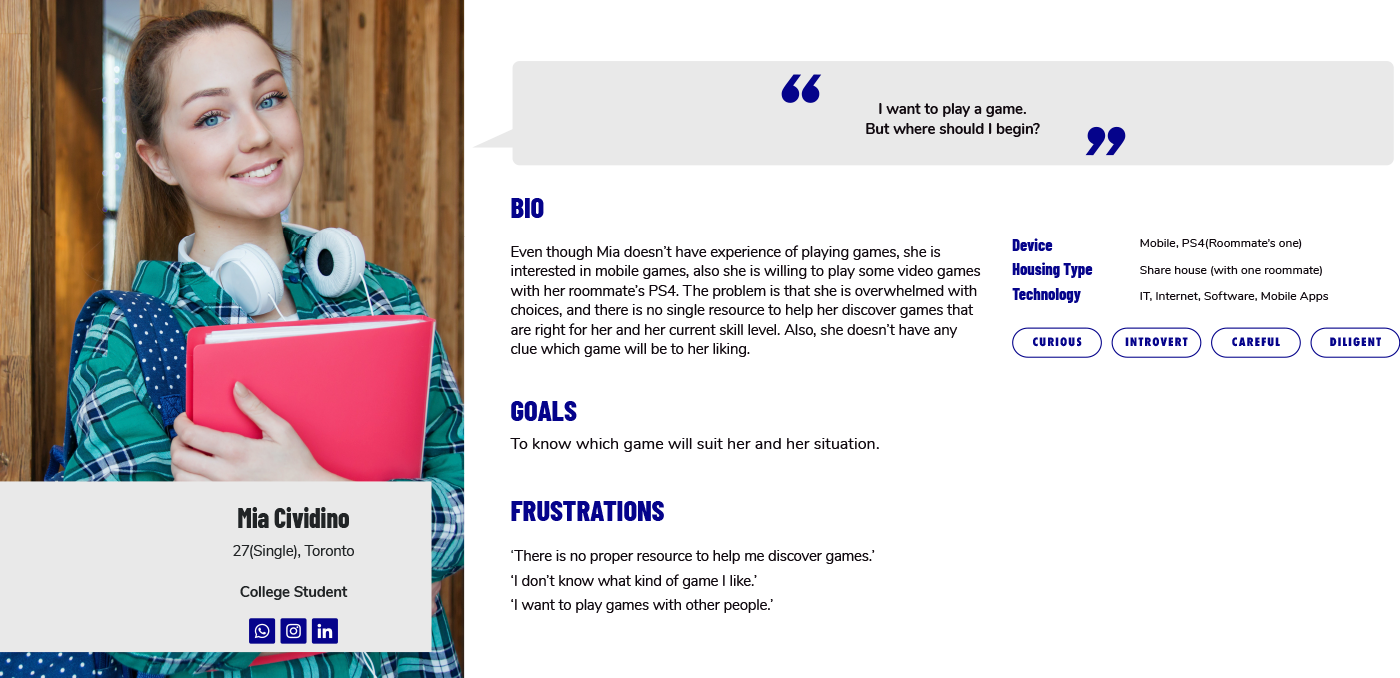 “
I want to play a game.
But where should I begin?
”
BIO
Even though Mia doesn’t have experience of playing games, she is
interested in mobile games, also she is willing to play some video games
with her roommate’s PS4. The problem is that she is overwhelmed with
choices, and there is no single resource to help her discover games that
are right for her and her current skill level. Also, she doesn’t have any
clue which game will be to her liking.
Device Mobile, PS4(Roommate's one)
Housing Type Share house (with one roommate)
Technology IT, Internet, Software, Mobile Apps
CURIOUS INTROVERT CAREFUL DILIGENT
GOALS
To know which game will suit her and her situation.
FRUSTRATIONS
‘There is no proper resource to help me discover games.’
‘I don’t know what kind of game I like.’
‘I want to play games with other people.’
Mia Cividino
27(Single), Toronto
College Student
in